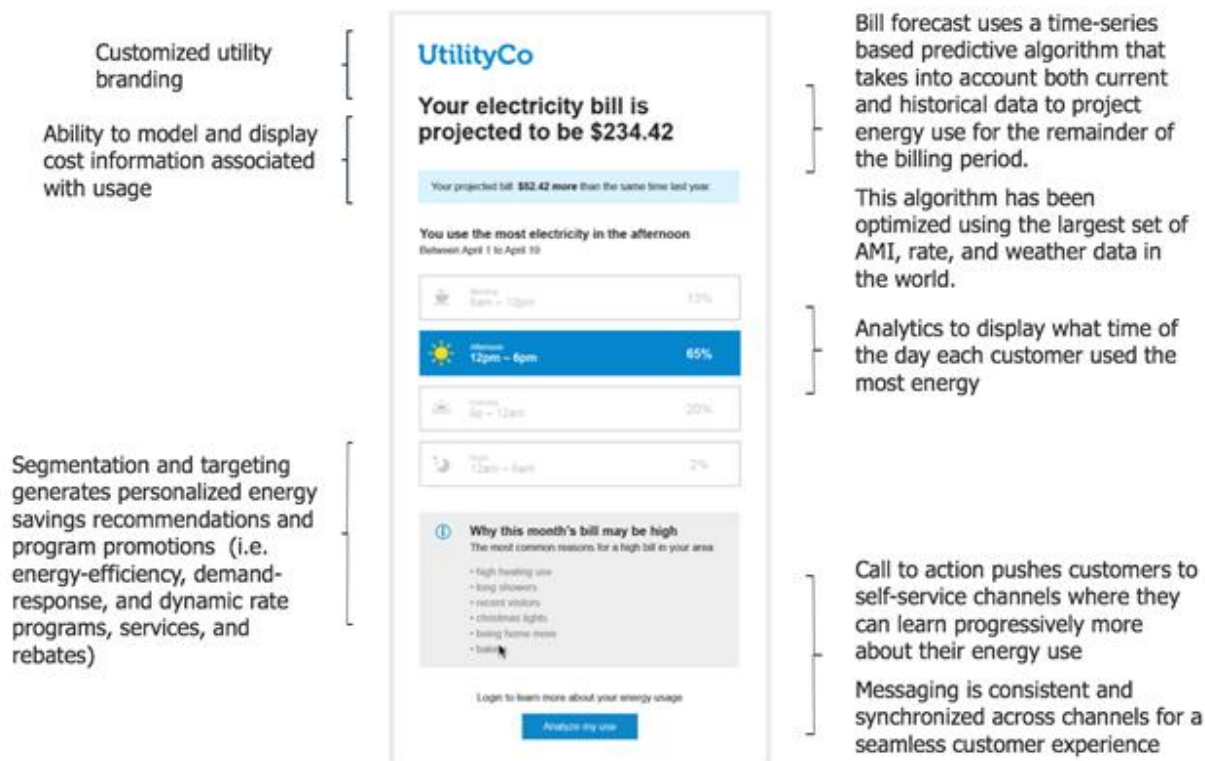 Customized utility
branding
Ability to model and display
cost information associated
with usage
Segmentation and targeting
generates personalized energy
savings recommendations and
program promotions (i.e.
energy-efficiency, demand-
response, and dynamic rate
programs, services, and
rebates)
UtilityCo
Your electricity bill is
projected to be $234.42
Your projected bill: $52.42 more than the same time last year.
You use the most electricity in the afternoon
Between April 1 to April 19
Morning
6am – 12pm 13%
Afternoon
12pm – 6pm 65%
Evening
6p – 12am 20%
Night
12am – 6am 2%
Why this month's bill may be high
The most common reasons for a high bill in your area
• high heating use
• long showers
• recent visitors
• christmas lights
• being home more
Login to learn more about your energy usage
Analyze my use
Bill forecast uses a time-series
based predictive algorithm that
takes into account both current
and historical data to project
energy use for the remainder of
the billing period.
This algorithm has been
optimized using the largest set of
AMI, rate, and weather data in
the world.
Analytics to display what time of
the day each customer used the
most energy
Call to action pushes customers to
self-service channels where they
can learn progressively more
about their energy use
Messaging is consistent and
synchronized across channels for a
seamless customer experience